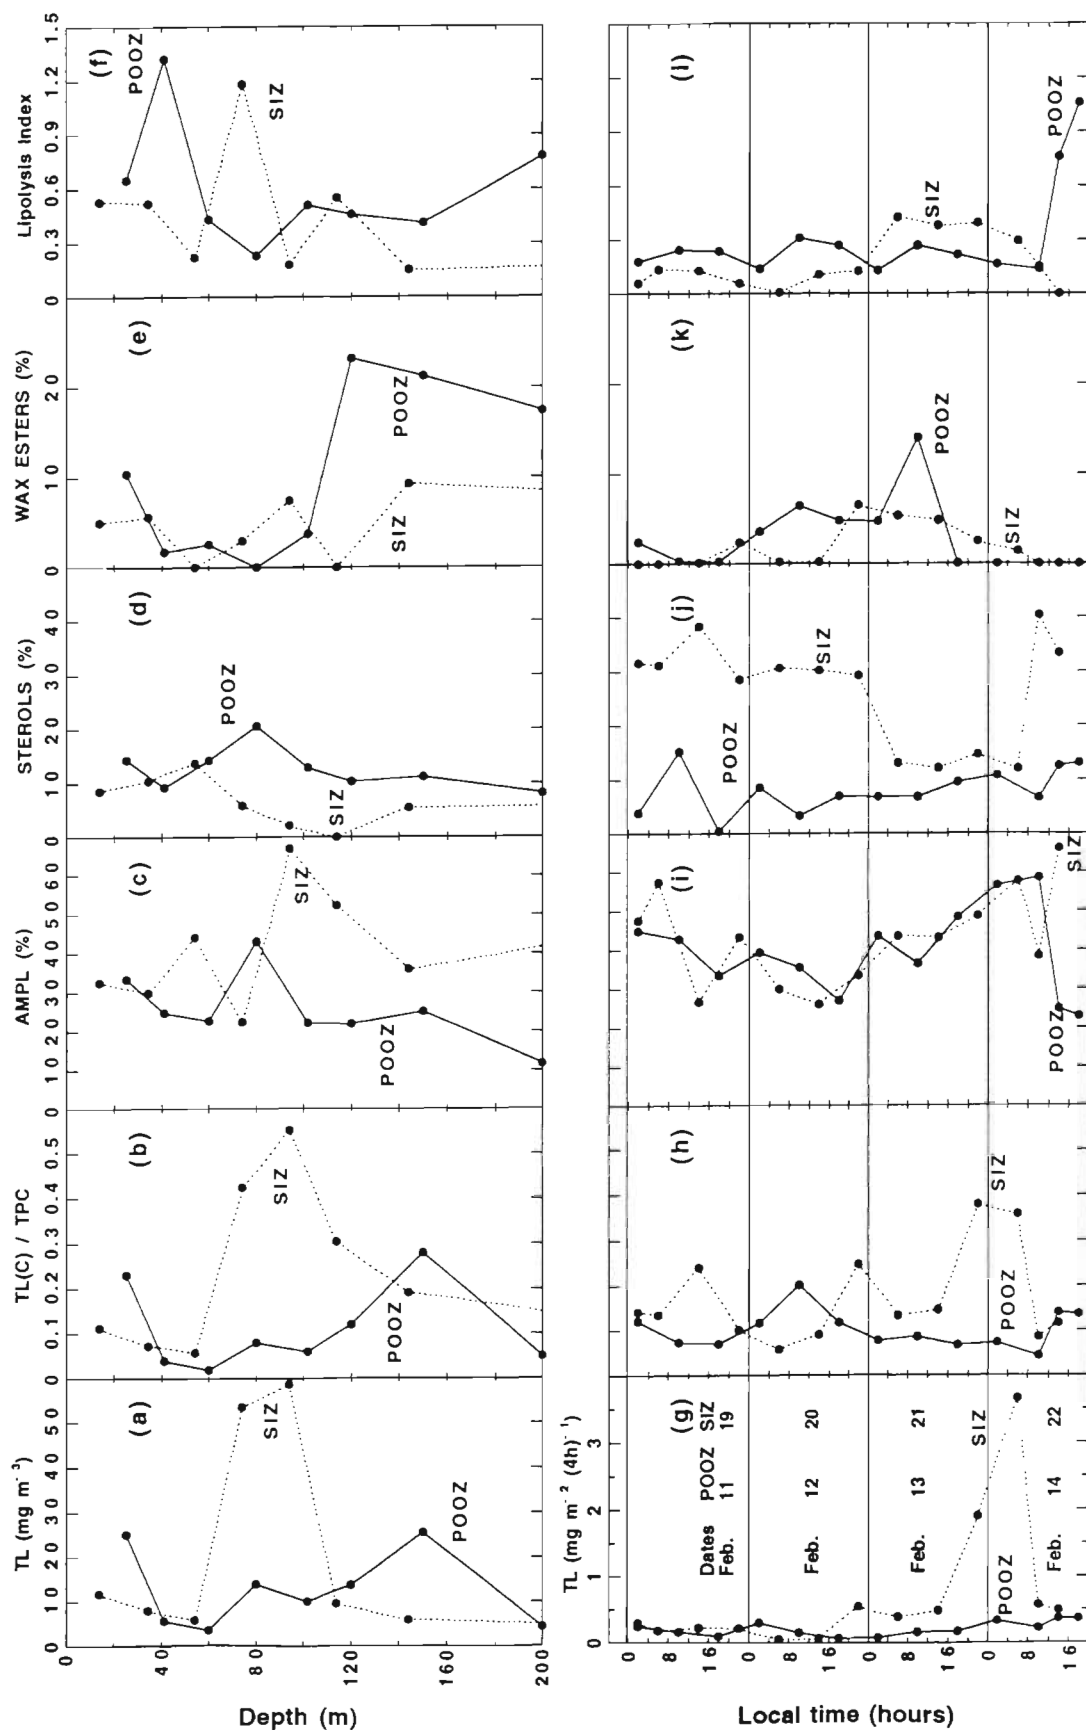 TL (mg m⁻³)
0 10 20 30 40 50
(a)
SIZ
POOZ
TL(C) / TPC
0 0.1 0.2 0.3 0.4 0.5
(b)
SIZ
POOZ
AMPL (%)
0 10 20 30 40 50 60
(c)
SIZ
POOZ
STEROLS (%)
0 10 20 30 40
(d)
POOZ
SIZ
WAX ESTERS (%)
0 10 20
(e)
POOZ
SIZ
Lipolysis Index
0 0.3 0.6 0.9 1.2 1.5
(f)
POOZ
SIZ
Depth (m)
0
40
80
120
160
200
TL (mg m⁻² (4h)⁻¹)
0 1 2 3
(g)
Dates POOZ SIZ
Feb. 11 19
Feb. 12 20
Feb. 13 21
Feb. 14 22
SIZ
POOZ
(h)
SIZ
POOZ
(i)
SIZ
POOZ
(j)
POOZ
SIZ
(k)
POOZ
SIZ
(l)
SIZ
POOZ
Local time (hours)
0
8
16
0
8
16
0
8
16
0
8
16